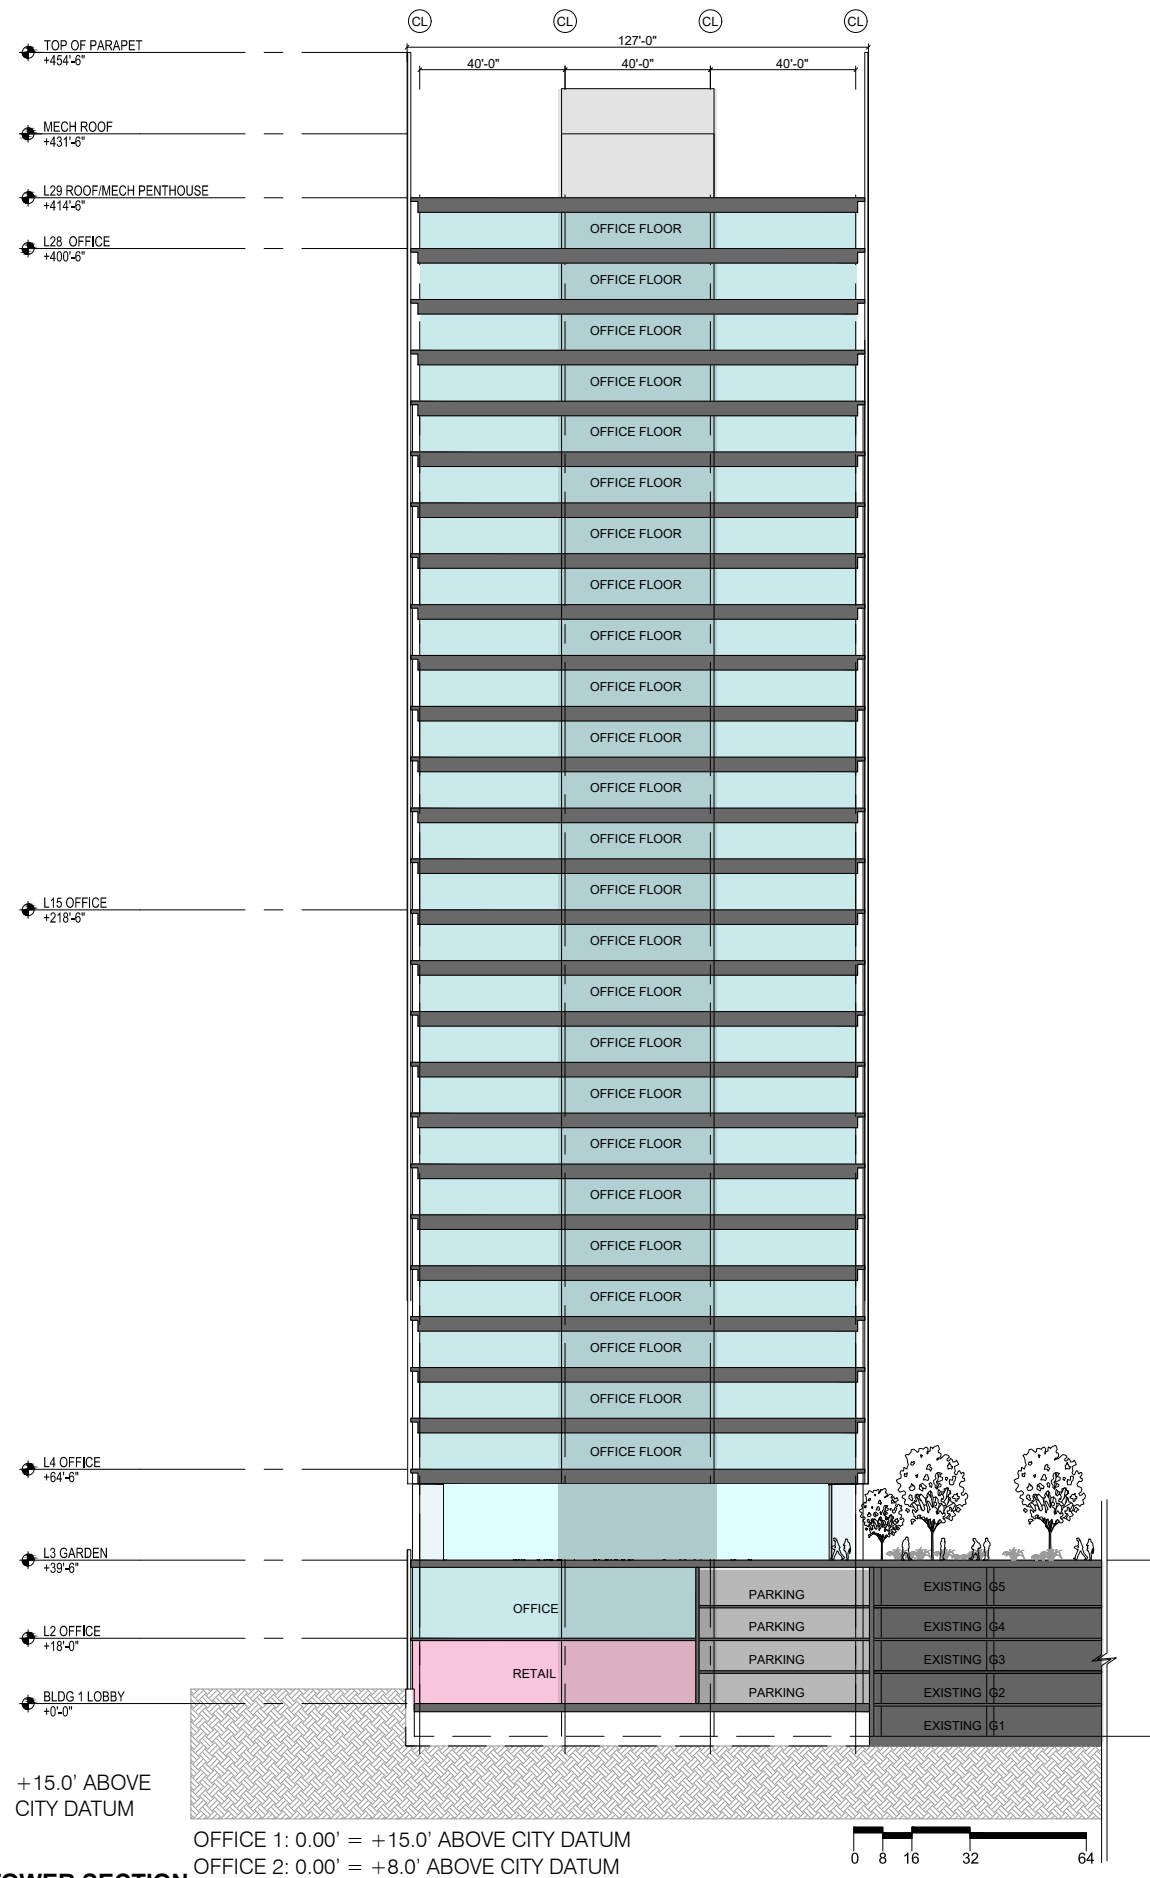 CL CL CL CL
127'-0"
40'-0" 40'-0" 40'-0"
TOP OF PARAPET
+454'-6"
MECH ROOF
+431'-6"
L29 ROOF/MECH PENTHOUSE
+414'-6"
OFFICE FLOOR
L28 OFFICE
+400'-6"
OFFICE FLOOR
OFFICE FLOOR
OFFICE FLOOR
OFFICE FLOOR
OFFICE FLOOR
OFFICE FLOOR
OFFICE FLOOR
OFFICE FLOOR
OFFICE FLOOR
OFFICE FLOOR
OFFICE FLOOR
OFFICE FLOOR
OFFICE FLOOR
L15 OFFICE
+218'-6"
OFFICE FLOOR
OFFICE FLOOR
OFFICE FLOOR
OFFICE FLOOR
OFFICE FLOOR
OFFICE FLOOR
OFFICE FLOOR
OFFICE FLOOR
OFFICE FLOOR
OFFICE FLOOR
OFFICE FLOOR
L4 OFFICE
+64'-6"
L3 GARDEN
+39'-6"
EXISTING G5
PARKING
OFFICE
PARKING
EXISTING G4
L2 OFFICE
+18'-0"
PARKING
EXISTING G3
RETAIL
PARKING
EXISTING G2
BLDG 1 LOBBY
+0'-0"
EXISTING G1
+15.0' ABOVE
CITY DATUM
OFFICE 1: 0.00' = +15.0' ABOVE CITY DATUM
OFFICE 2: 0.00' = +8.0' ABOVE CITY DATUM
0 8 16 32 64
TOWER SECTION